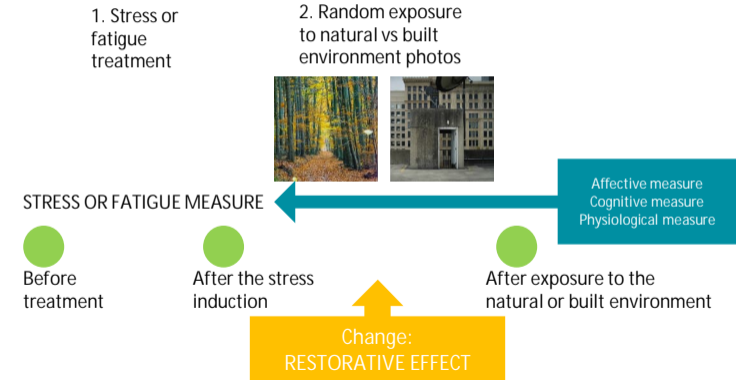 1. Stress or
fatigue
treatment
2. Random exposure
to natural vs built
environment photos
STRESS OR FATIGUE MEASURE
Affective measure
Cognitive measure
Physiological measure
Before
treatment
After the stress
induction
After exposure to the
natural or built environment
Change:
RESTORATIVE EFFECT